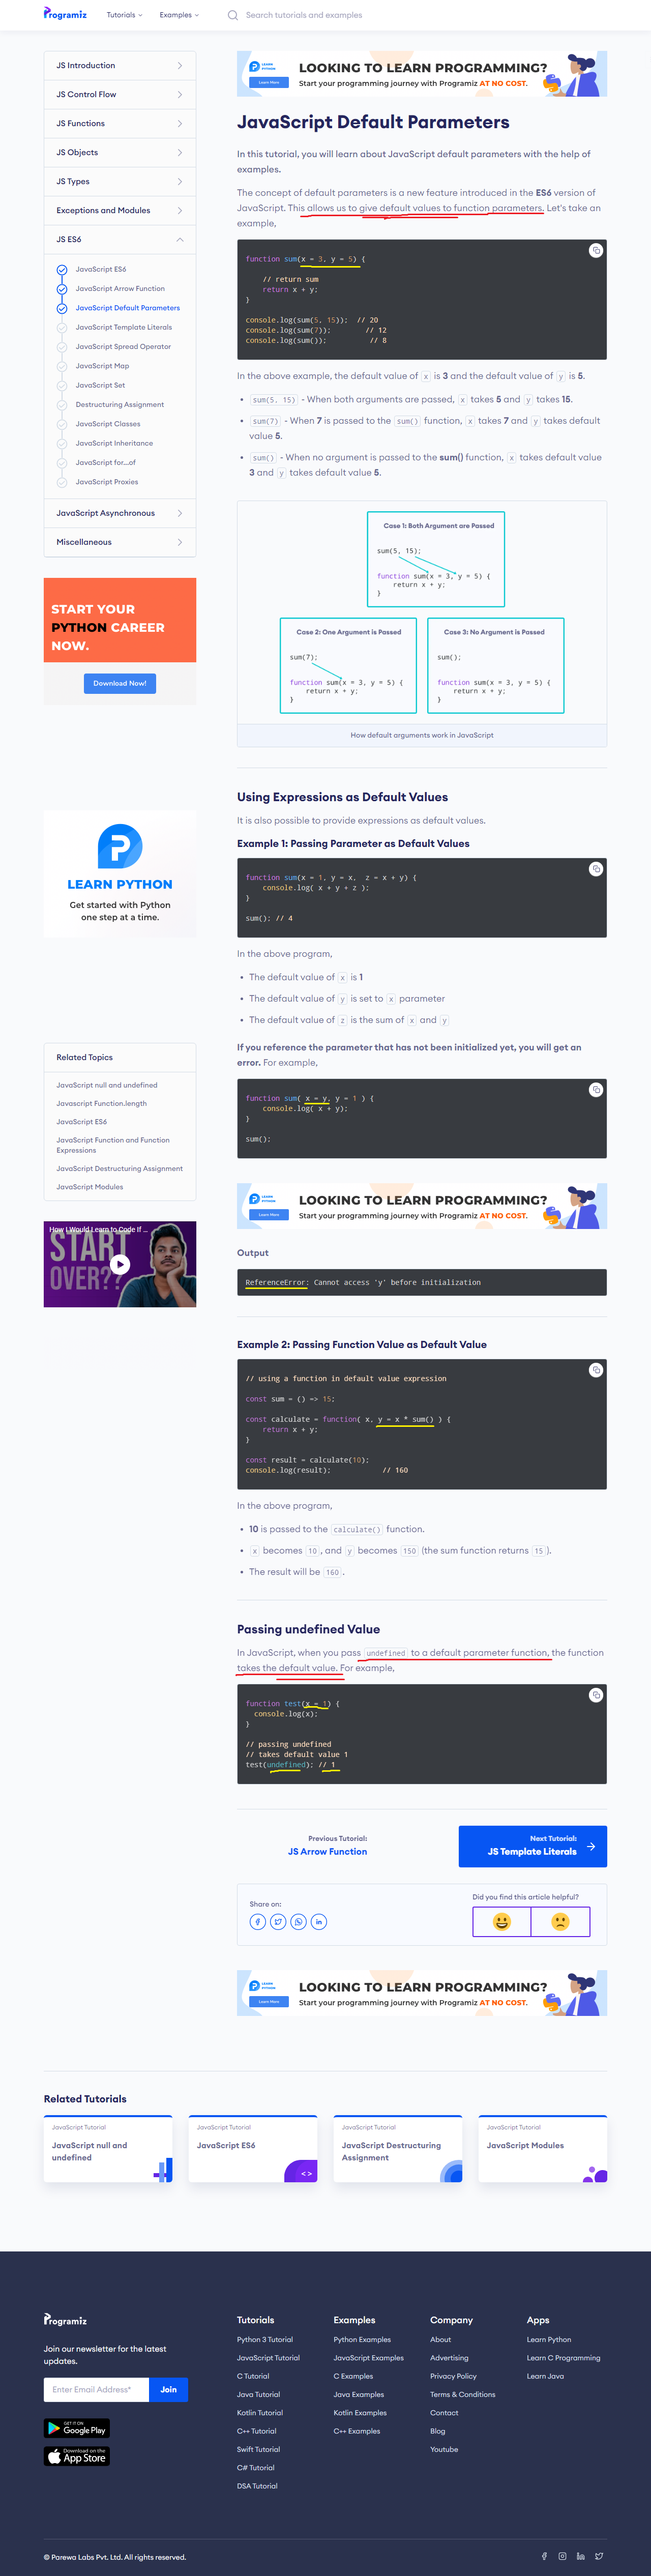 Programiz
Tutorials
Examples
Search tutorials and examples
JS Introduction
JS Control Flow
JS Functions
JS Objects
JS Types
Exceptions and Modules
JS ES6
JavaScript ES6
JavaScript Arrow Function
JavaScript Default Parameters
JavaScript Template Literals
JavaScript Spread Operator
JavaScript Map
JavaScript Set
Destructuring Assignment
JavaScript Classes
JavaScript Inheritance
JavaScript for...of
JavaScript Proxies
JavaScript Asynchronous
Miscellaneous
START YOUR
PYTHON CAREER
NOW.
Download Now!
LEARN PYTHON
Get started with Python
one step at a time.
Related Topics
JavaScript null and undefined
Javascript Function.length
JavaScript ES6
JavaScript Function and Function
Expressions
JavaScript Destructuring Assignment
JavaScript Modules
How I Would Learn to Code If ...
START
OVER??
LEARN
PYTHON
Learn More
LOOKING TO LEARN PROGRAMMING?
Start your programming journey with Programiz AT NO COST.
JavaScript Default Parameters
In this tutorial, you will learn about JavaScript default parameters with the help of
examples.
The concept of default parameters is a new feature introduced in the ES6 version of
JavaScript. This allows us to give default values to function parameters. Let's take an
example,
function sum(x = 3, y = 5) {
// return sum
return x + y;
}
console.log(sum(5, 15)); // 20
console.log(sum(7)); // 12
console.log(sum()); // 8
In the above example, the default value of x is 3 and the default value of y is 5.
• sum(5, 15) - When both arguments are passed, x takes 5 and y takes 15.
• sum(7) - When 7 is passed to the sum() function, x takes 7 and y takes default
value 5.
• sum() - When no argument is passed to the sum() function, x takes default value
3 and y takes default value 5.
Case 1: Both Argument are Passed
sum(5, 15);
function sum(x = 3, y = 5) {
return x + y;
}
Case 2: One Argument is Passed
sum(7);
function sum(x = 3, y = 5) {
return x + y;
}
Case 3: No Argument is Passed
sum();
function sum(x = 3, y = 5) {
return x + y;
}
How default arguments work in JavaScript
Using Expressions as Default Values
It is also possible to provide expressions as default values.
Example 1: Passing Parameter as Default Values
function sum(x = 1, y = x, z = x + y) {
console.log( x + y + z );
}
sum(); // 4
In the above program,
• The default value of x is 1
• The default value of y is set to x parameter
• The default value of z is the sum of x and y
If you reference the parameter that has not been initialized yet, you will get an
error. For example,
function sum( x = y, y = 1 ) {
console.log( x + y);
}
sum();
LEARN
PYTHON
Learn More
LOOKING TO LEARN PROGRAMMING?
Start your programming journey with Programiz AT NO COST.
Output
ReferenceError: Cannot access 'y' before initialization
Example 2: Passing Function Value as Default Value
// using a function in default value expression
const sum = () => 15;
const calculate = function( x, y = x * sum() ) {
return x + y;
}
const result = calculate(10);
console.log(result); // 160
In the above program,
• 10 is passed to the calculate() function.
• x becomes 10, and y becomes 150 (the sum function returns 15).
• The result will be 160.
Passing undefined Value
In JavaScript, when you pass undefined to a default parameter function, the function
takes the default value. For example,
function test(x = 1) {
console.log(x);
}
// passing undefined
// takes default value 1
test(undefined); // 1
Previous Tutorial:
JS Arrow Function
Next Tutorial:
JS Template Literals
Share on:
Did you find this article helpful?
LEARN
PYTHON
Learn More
LOOKING TO LEARN PROGRAMMING?
Start your programming journey with Programiz AT NO COST.
Related Tutorials
JavaScript Tutorial
JavaScript null and
undefined
JavaScript Tutorial
JavaScript ES6
< >
JavaScript Tutorial
JavaScript Destructuring
Assignment
JavaScript Tutorial
JavaScript Modules
Programiz
Join our newsletter for the latest
updates.
Enter Email Address*
Join
GET IT ON
Google Play
Download on the
App Store
Tutorials
Python 3 Tutorial
JavaScript Tutorial
C Tutorial
Java Tutorial
Kotlin Tutorial
C++ Tutorial
Swift Tutorial
C# Tutorial
DSA Tutorial
Examples
Python Examples
JavaScript Examples
C Examples
Java Examples
Kotlin Examples
C++ Examples
Company
About
Advertising
Privacy Policy
Terms & Conditions
Contact
Blog
Youtube
Apps
Learn Python
Learn C Programming
Learn Java
© Parewa Labs Pvt. Ltd. All rights reserved.